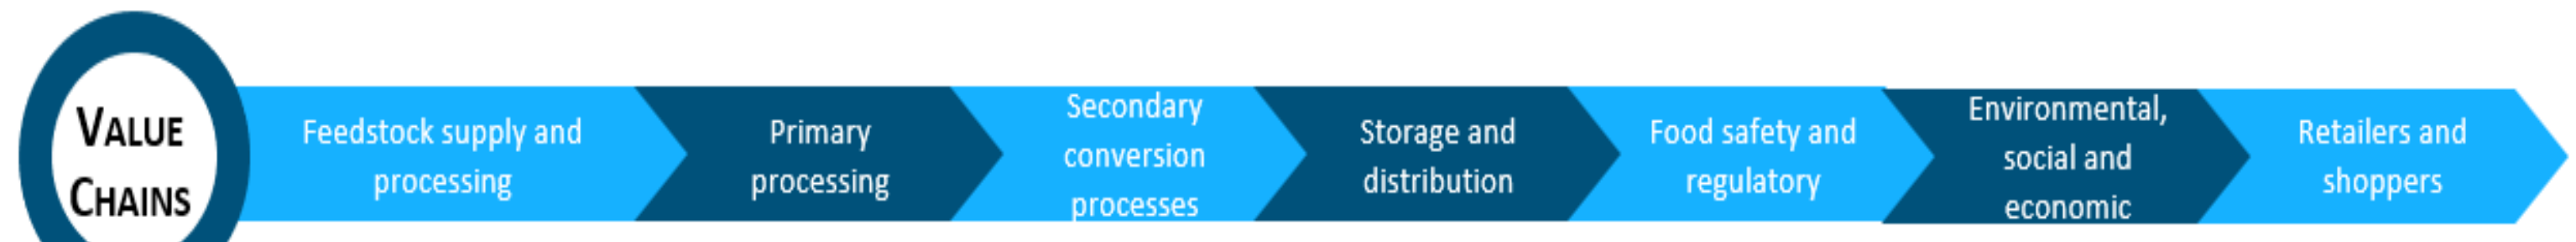 VALUE
CHAINS
Feedstock supply and
processing
Primary
processing
Secondary
conversion
processes
Storage and
distribution
Food safety and
regulatory
Environmental,
social and
economic
Retailers and
shoppers